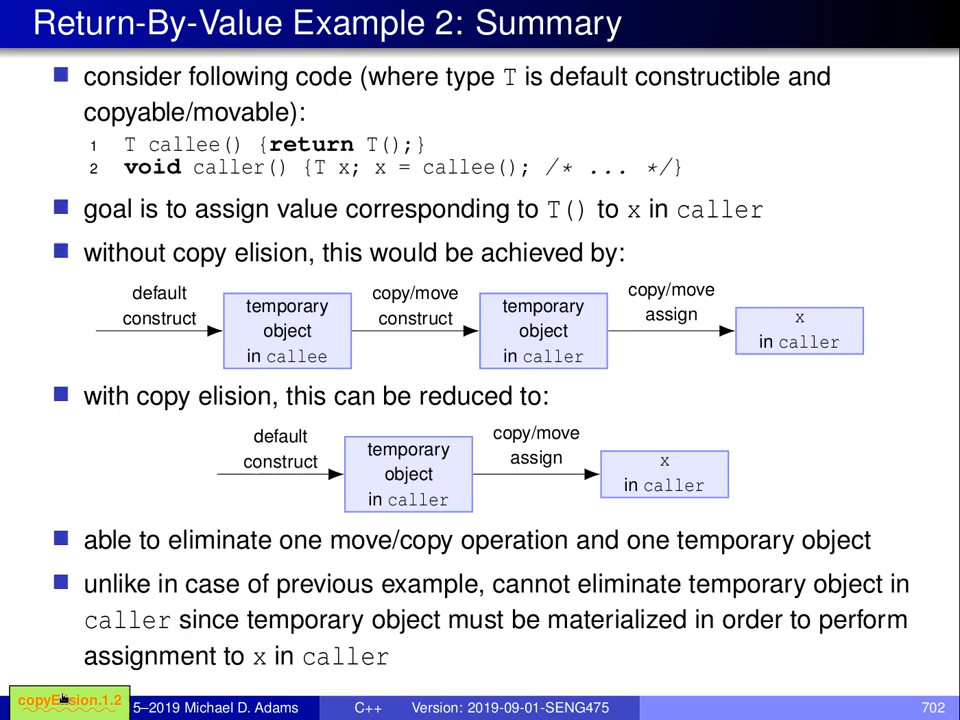 Return-By-Value Example 2: Summary
consider following code (where type T is default constructible and
copyable/movable):
1 T callee() {return T();}
2 void caller() {T x; x = callee(); /* ... */}
goal is to assign value corresponding to T() to x in caller
without copy elision, this would be achieved by:
default
construct
temporary
object
in callee
copy/move
construct
temporary
object
in caller
copy/move
assign
x
in caller
with copy elision, this can be reduced to:
default
construct
temporary
object
in caller
copy/move
assign
x
in caller
able to eliminate one move/copy operation and one temporary object
unlike in case of previous example, cannot eliminate temporary object in
caller since temporary object must be materialized in order to perform
assignment to x in caller
copyElision.1.2
5–2019 Michael D. Adams C++ Version: 2019-09-01-SENG475 702